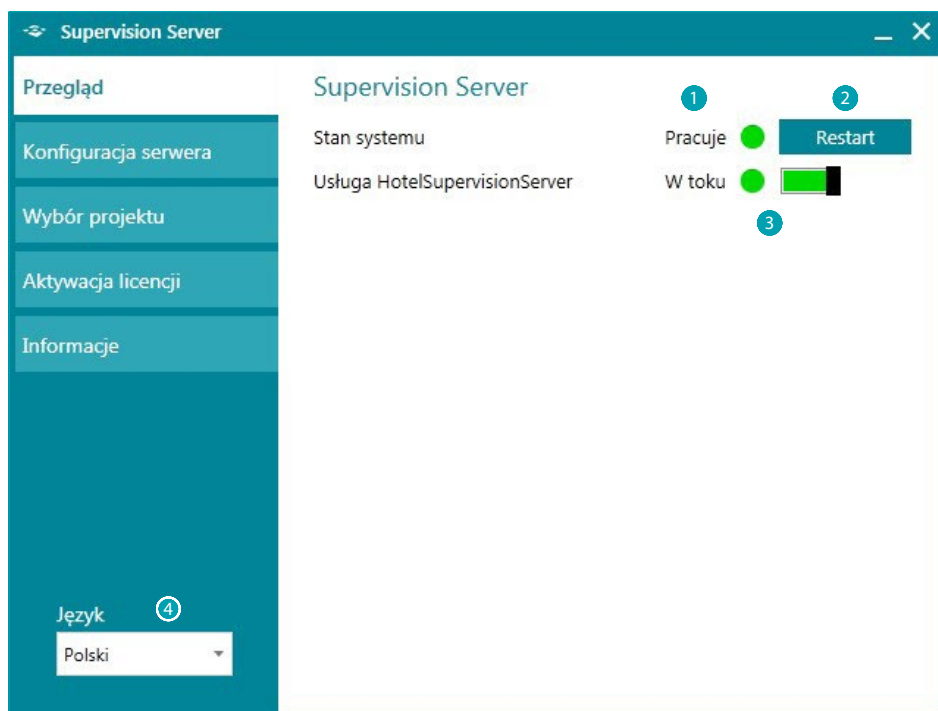 Supervision Server
Przegląd
Konfiguracja serwera
Wybór projektu
Aktywacja licencji
Informacje
Język 4
Polski
Supervision Server
1 2
Stan systemu Pracuje Restart
Usługa HotelSupervisionServer W toku
3